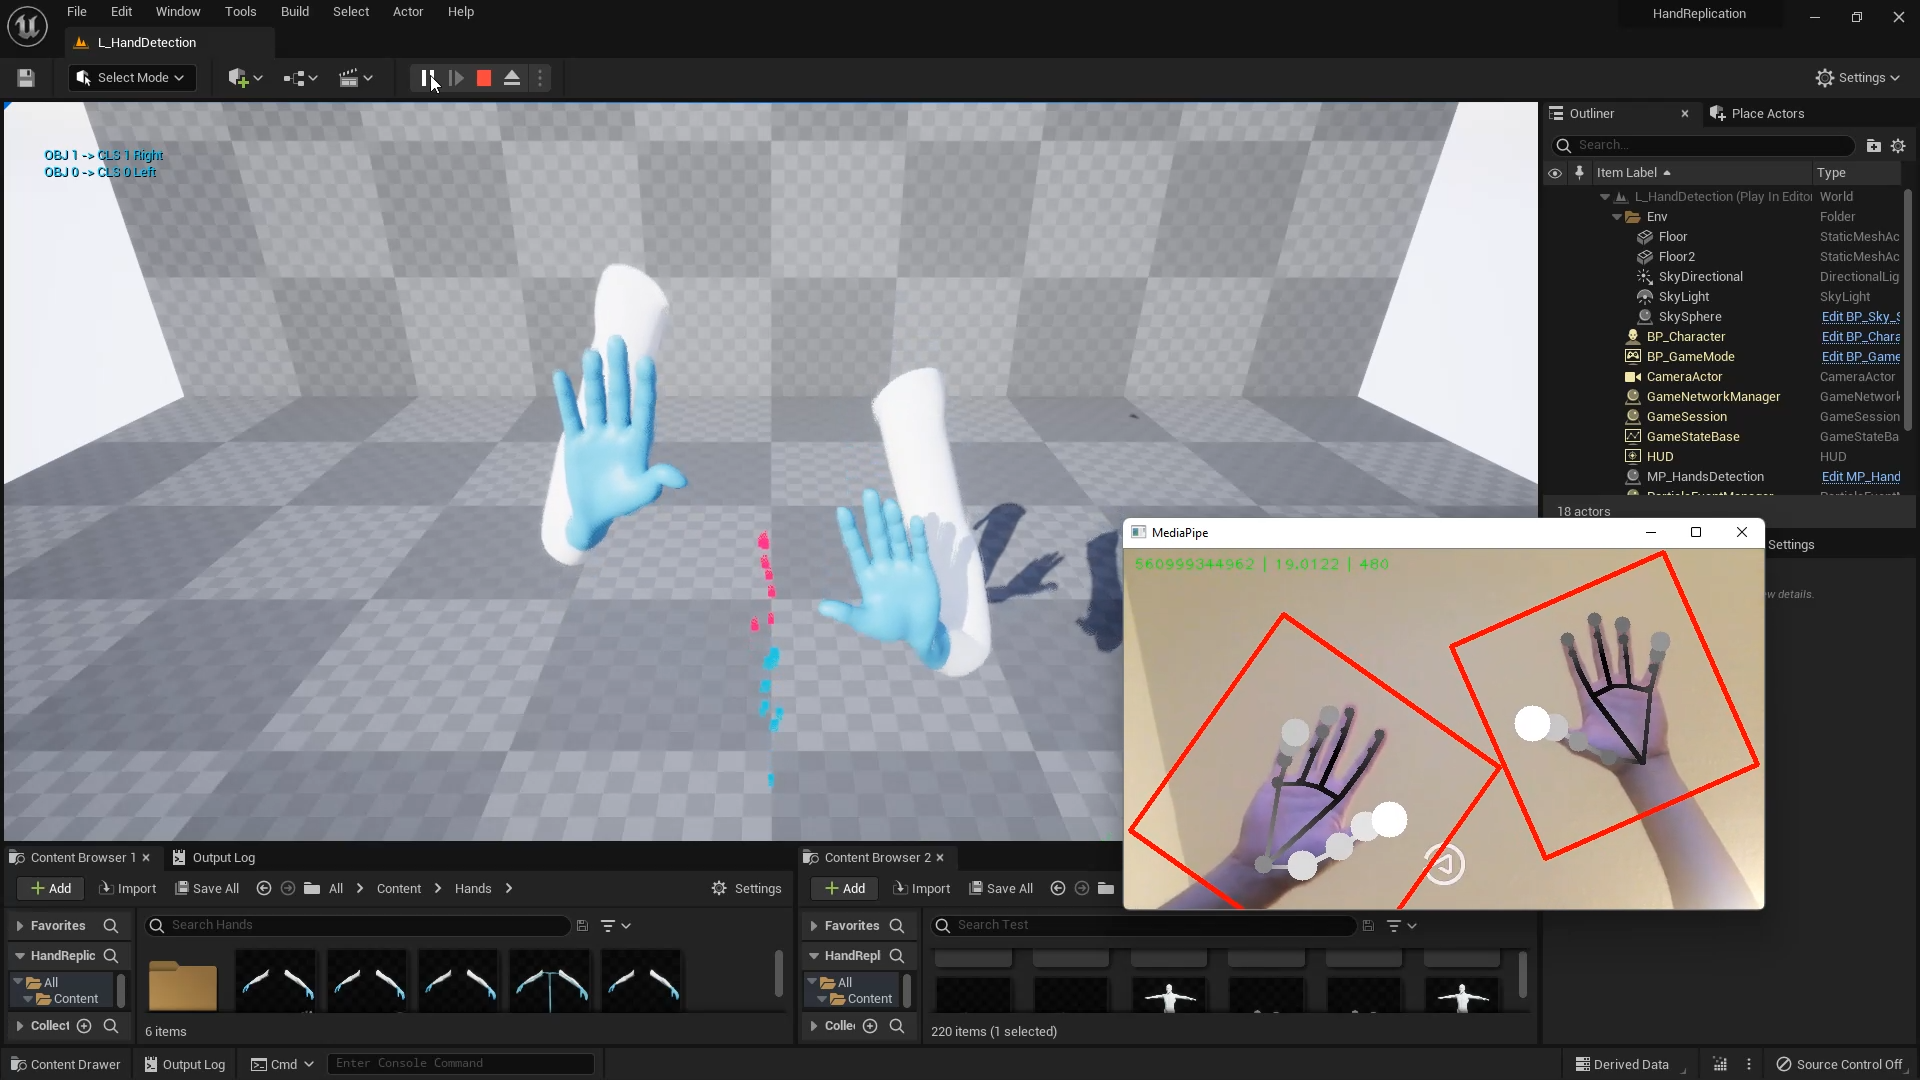 File Edit Window Tools Build Select Actor Help
HandReplication
L_HandDetection
Select Mode
Settings
OBJ 1 -> CLS 1 Right
OBJ 0 -> CLS 0 Left
Outliner
Place Actors
Search...
Item Label Type
L_HandDetection (Play In Editor World
Env Folder
Floor StaticMeshAc
Floor2 StaticMeshAc
SkyDirectional DirectionalLig
SkyLight SkyLight
SkySphere Edit BP_Sky_S
BP_Character Edit BP_Chara
BP_GameMode Edit BP_Game
CameraActor CameraActor
GameNetworkManager GameNetwork
GameSession GameSession
GameStateBase GameStateBa
HUD HUD
MP_HandsDetection Edit MP_Hand
18 actors
MediaPipe
Settings
560999344962 | 19.0122 | 480
w details.
Content Browser 1 Output Log
Add Import Save All All Content Hands Settings
Favorites Search Hands
HandReplic
All
Content
Collect 6 items
Content Browser 2
Add Import Save All
Favorites Search Test
HandRepl
All
Content
Colle 220 items (1 selected)
Content Drawer Output Log Cmd Enter Console Command
Derived Data Source Control Off